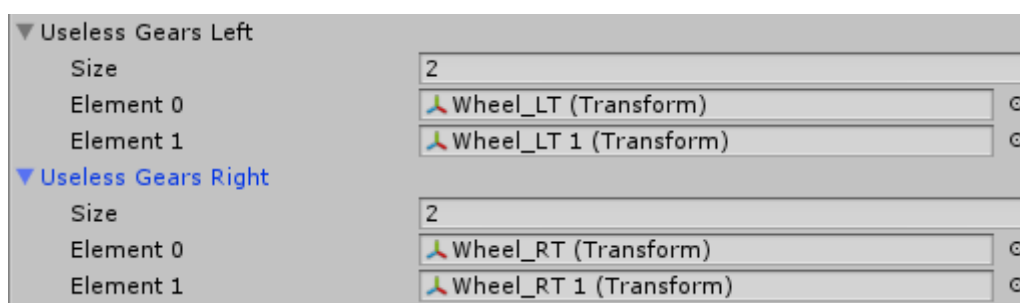 Useless Gears Left
Size 2
Element 0 Wheel_LT (Transform)
Element 1 Wheel_LT 1 (Transform)
Useless Gears Right
Size 2
Element 0 Wheel_RT (Transform)
Element 1 Wheel_RT 1 (Transform)